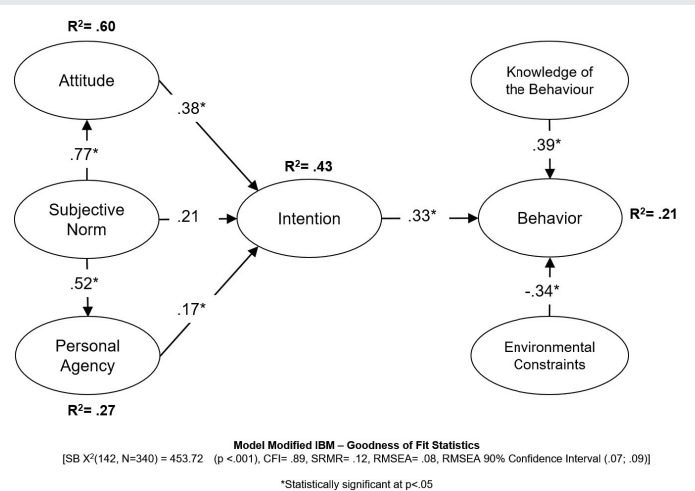 R²= .60
Attitude
Knowledge of
the Behaviour
.38*
.77*
.39*
R²= .43
Subjective
Norm
.21
Intention
.33*
Behavior
R²= .21
.52*
.17*
-.34*
Personal
Agency
Environmental
Constraints
R²= .27
Model Modified IBM – Goodness of Fit Statistics
[SB X²(142, N=340) = 453.72 (p <.001), CFI= .89, SRMR= .12, RMSEA= .08, RMSEA 90% Confidence Interval (.07; .09)]
*Statistically significant at p<.05